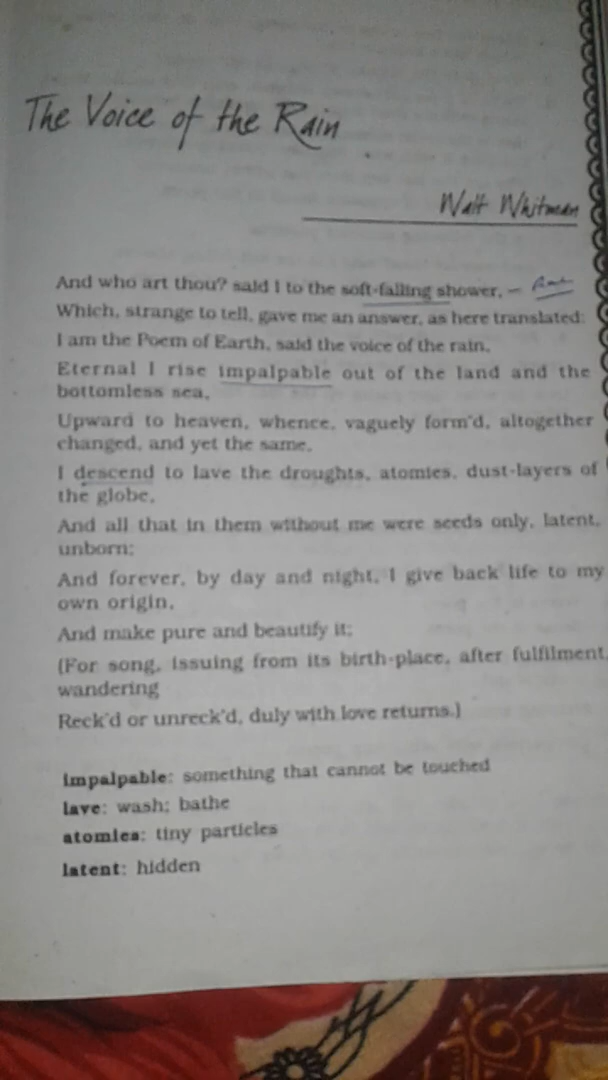 The Voice of the Rain
Walt Whitman
And who art thou? said I to the soft-falling shower, –
Which, strange to tell, gave me an answer, as here translated:
I am the Poem of Earth, said the voice of the rain,
Eternal I rise impalpable out of the land and the
bottomless sea,
Upward to heaven, whence, vaguely form'd, altogether
changed, and yet the same,
I descend to lave the droughts, atomies, dust-layers of
the globe,
And all that in them without me were seeds only, latent,
unborn;
And forever, by day and night, I give back life to my
own origin,
And make pure and beautify it;
(For song, issuing from its birth-place, after fulfilment,
wandering
Reck'd or unreck'd, duly with love returns.)
impalpable: something that cannot be touched
lave: wash; bathe
atomies: tiny particles
latent: hidden